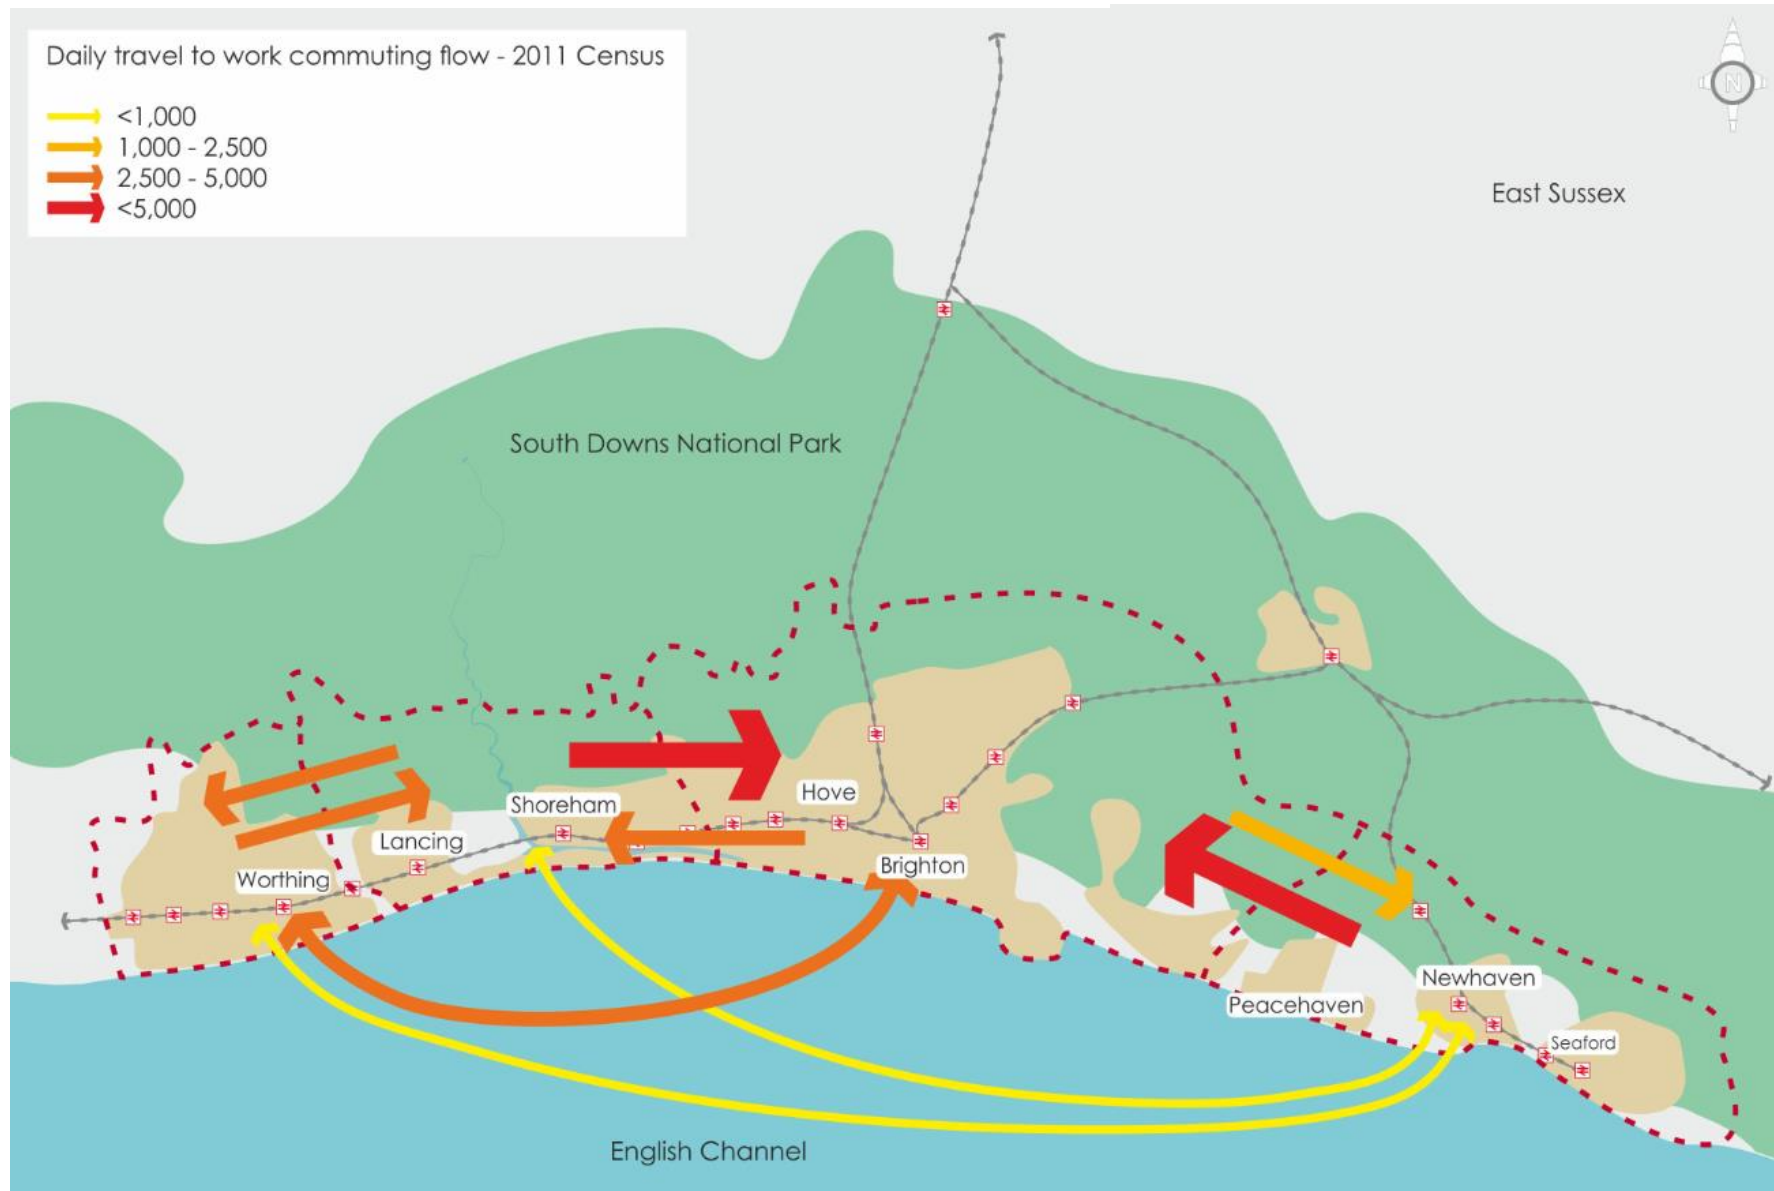 Daily travel to work commuting flow - 2011 Census
<1,000
1,000 - 2,500
2,500 - 5,000
<5,000
N
East Sussex
South Downs National Park
Hove
Shoreham
Lancing
Brighton
Worthing
Newhaven
Peacehaven
Seaford
English Channel